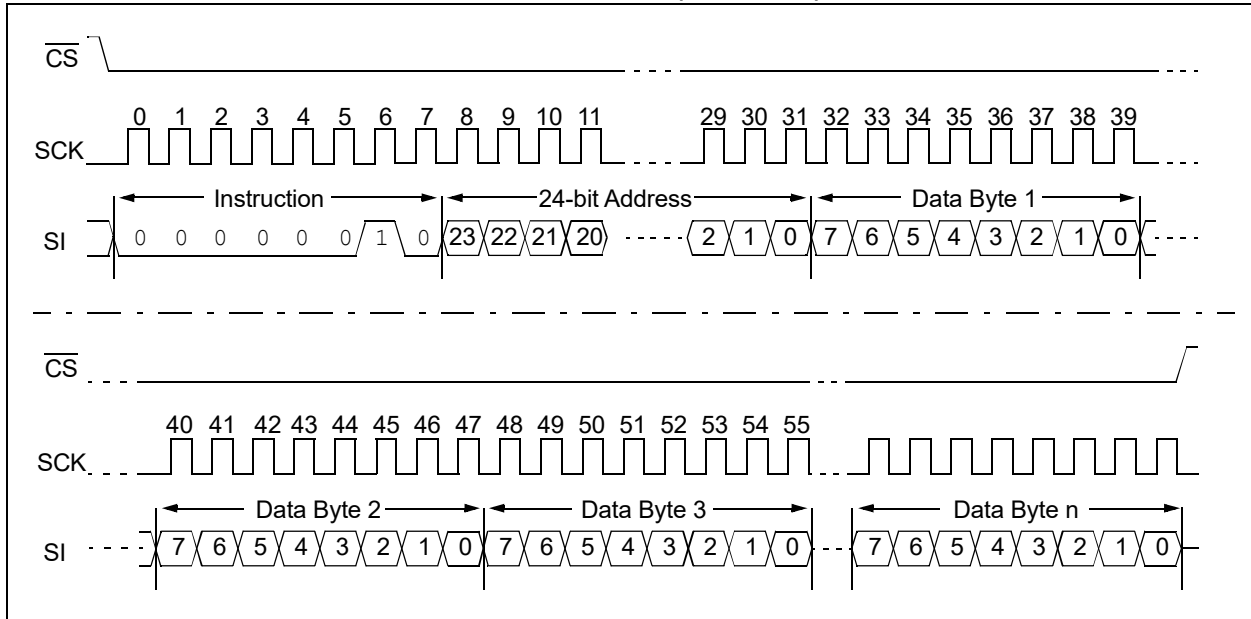 CS
0 1 2 3 4 5 6 7 8 9 10 11 29 30 31 32 33 34 35 36 37 38 39
SCK
Instruction 24-bit Address Data Byte 1
SI 0 0 0 0 0 0 1 0 23 22 21 20 2 1 0 7 6 5 4 3 2 1 0
CS
40 41 42 43 44 45 46 47 48 49 50 51 52 53 54 55
SCK
Data Byte 2 Data Byte 3 Data Byte n
SI 7 6 5 4 3 2 1 0 7 6 5 4 3 2 1 0 7 6 5 4 3 2 1 0